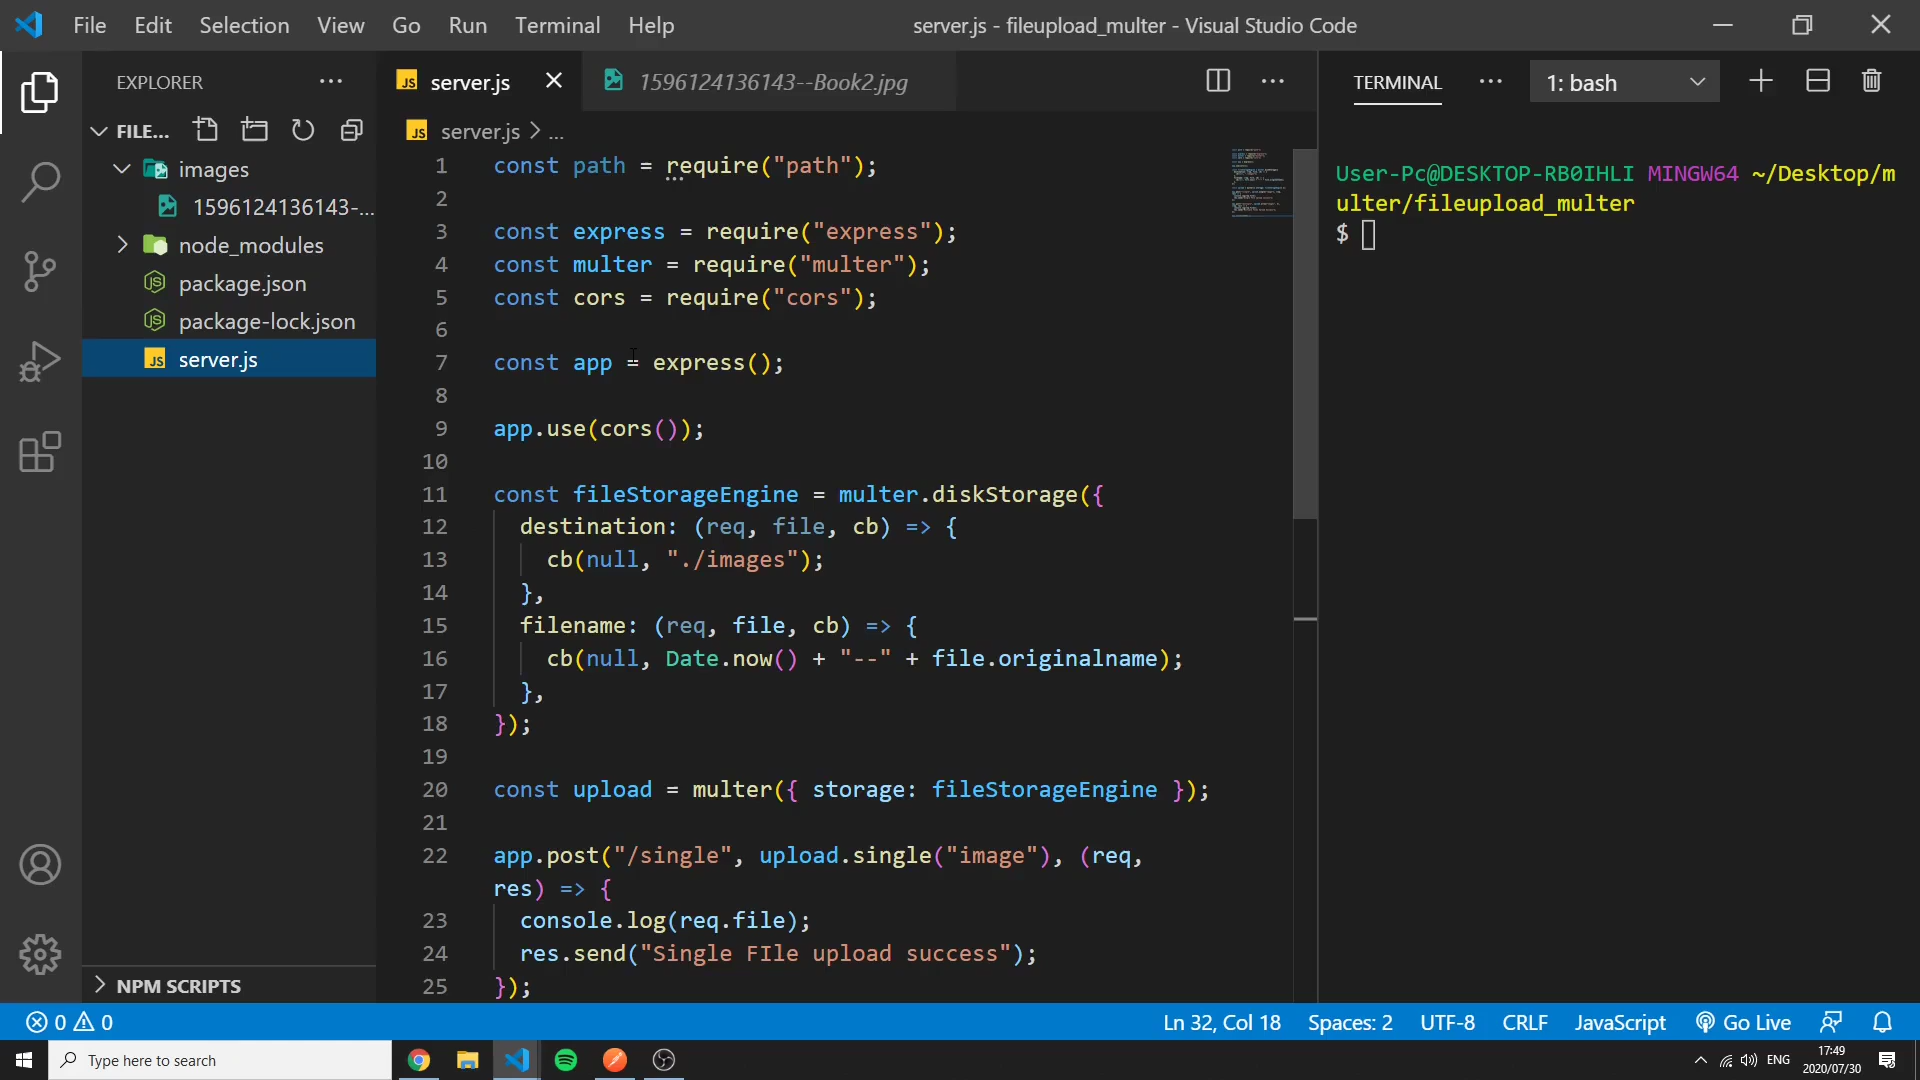 File Edit Selection View Go Run Terminal Help
server.js - fileupload_multer - Visual Studio Code
EXPLORER
FILE...
images
1596124136143-...
node_modules
package.json
package-lock.json
server.js
NPM SCRIPTS
server.js
1596124136143--Book2.jpg
server.js > ...
1 const path = require("path");
2
3 const express = require("express");
4 const multer = require("multer");
5 const cors = require("cors");
6
7 const app = express();
8
9 app.use(cors());
10
11 const fileStorageEngine = multer.diskStorage({
12 destination: (req, file, cb) => {
13 cb(null, "./images");
14 },
15 filename: (req, file, cb) => {
16 cb(null, Date.now() + "--" + file.originalname);
17 },
18 });
19
20 const upload = multer({ storage: fileStorageEngine });
21
22 app.post("/single", upload.single("image"), (req,
res) => {
23 console.log(req.file);
24 res.send("Single FIle upload success");
25 });
TERMINAL
1: bash
User-Pc@DESKTOP-RB0IHLI MINGW64 ~/Desktop/m
ulter/fileupload_multer
$
0 0
Ln 32, Col 18 Spaces: 2 UTF-8 CRLF JavaScript Go Live
Type here to search
ENG
17:49
2020/07/30